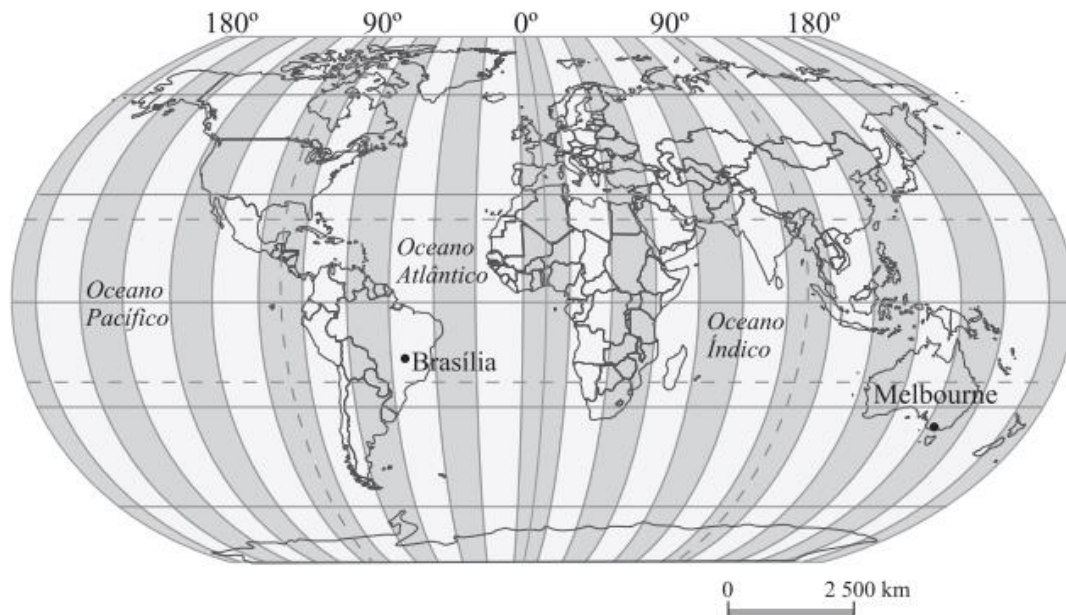 180º 90º 0º 90º 180º
Oceano
Atlântico
Oceano
Pacífico
Oceano
Índico
Brasília
Melbourne
0 2 500 km